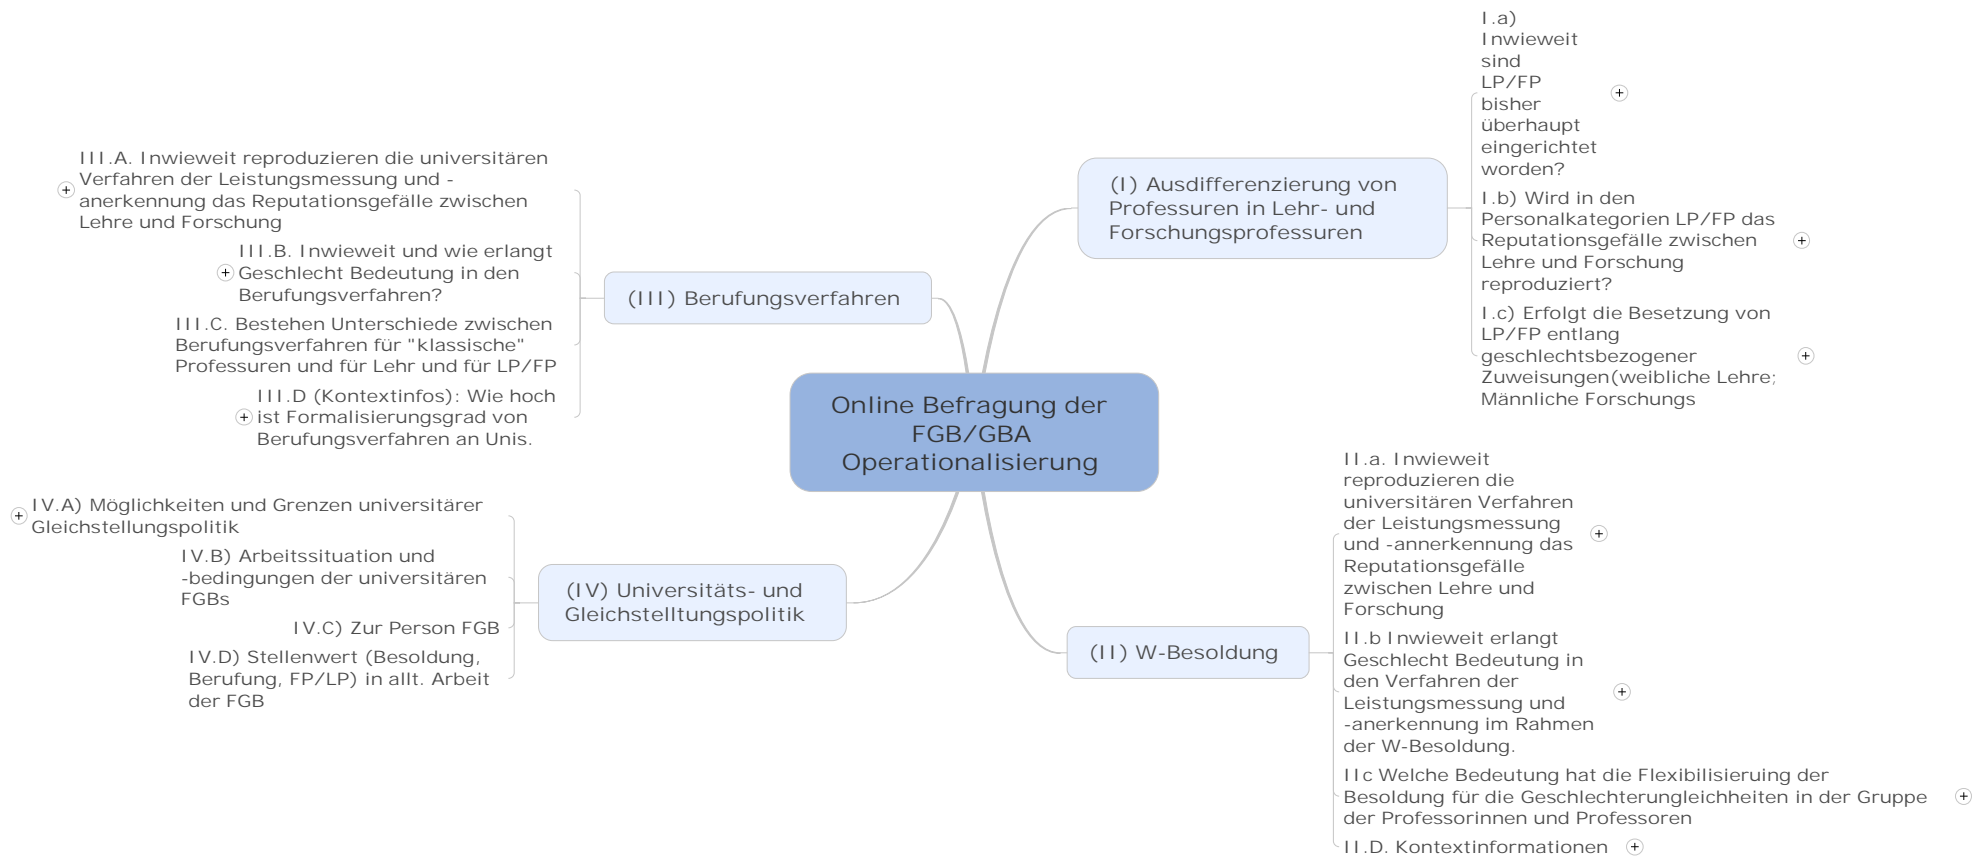 Online Befragung der
FGB/GBA
Operationalisierung
(I) Ausdifferenzierung von
Professuren in Lehr- und
Forschungsprofessuren
I.a)
Inwieweit
sind
LP/FP
bisher
überhaupt
eingerichtet
worden?
I.b) Wird in den
Personalkategorien LP/FP das
Reputationsgefälle zwischen
Lehre und Forschung
reproduziert?
I.c) Erfolgt die Besetzung von
LP/FP entlang
geschlechtsbezogener
Zuweisungen(weibliche Lehre;
Männliche Forschungs
(II) W-Besoldung
II.a. Inwieweit
reproduzieren die
universitären Verfahren
der Leistungsmessung
und -annerkennung das
Reputationsgefälle
zwischen Lehre und
Forschung
II.b Inwieweit erlangt
Geschlecht Bedeutung in
den Verfahren der
Leistungsmessung und
-anerkennung im Rahmen
der W-Besoldung.
IIc Welche Bedeutung hat die Flexibilisieruing der
Besoldung für die Geschlechterungleichheiten in der Gruppe
der Professorinnen und Professoren
II.D. Kontextinformationen
(III) Berufungsverfahren
III.A. Inwieweit reproduzieren die universitären
Verfahren der Leistungsmessung und -
anerkennung das Reputationsgefälle zwischen
Lehre und Forschung
III.B. Inwieweit und wie erlangt
Geschlecht Bedeutung in den
Berufungsverfahren?
III.C. Bestehen Unterschiede zwischen
Berufungsverfahren für "klassische"
Professuren und für Lehr und für LP/FP
III.D (Kontextinfos): Wie hoch
ist Formalisierungsgrad von
Berufungsverfahren an Unis.
(IV) Universitäts- und
Gleichstelltungspolitik
IV.A) Möglichkeiten und Grenzen universitärer
Gleichstellungspolitik
IV.B) Arbeitssituation und
-bedingungen der universitären
FGBs
IV.C) Zur Person FGB
IV.D) Stellenwert (Besoldung,
Berufung, FP/LP) in allt. Arbeit
der FGB